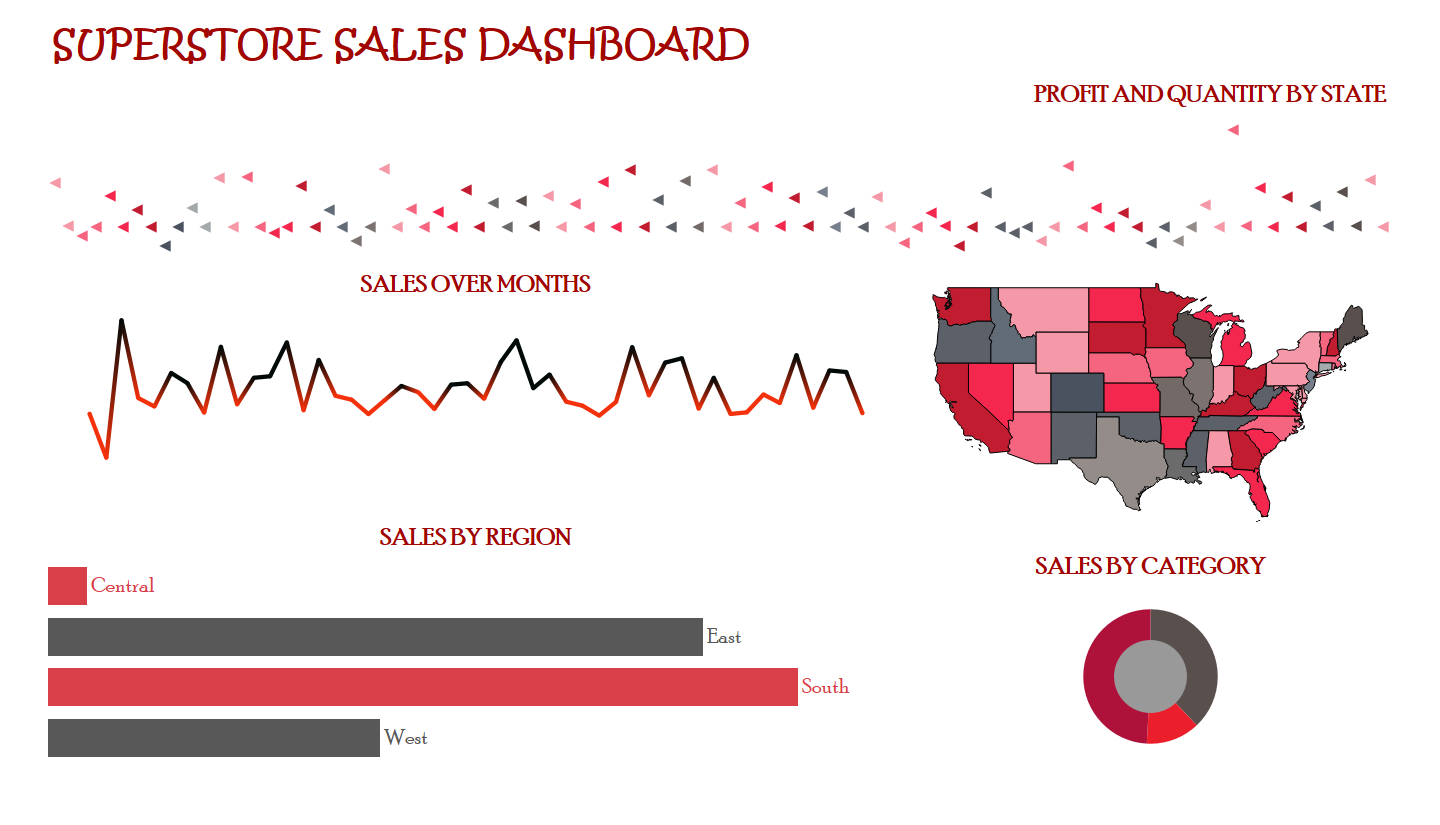 SUPERSTORE SALES DASHBOARD
PROFIT AND QUANTITY BY STATE
SALES OVER MONTHS
SALES BY REGION
Central
East
South
West
SALES BY CATEGORY